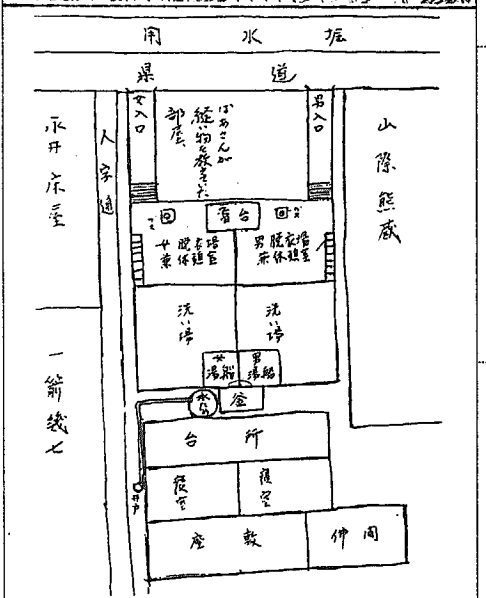 用水堀
県道
女入口
ばあさんが
縫い物を教えた
部屋、
男入口
永井床屋
人字道
山際熊蔵
番台
女脱衣場
兼休憩室
男脱衣場
兼休憩室
洗い場
洗い場
女
湯船
男
湯船
水
釜
台所
井戸
寝室
寝室
座敷
仲間